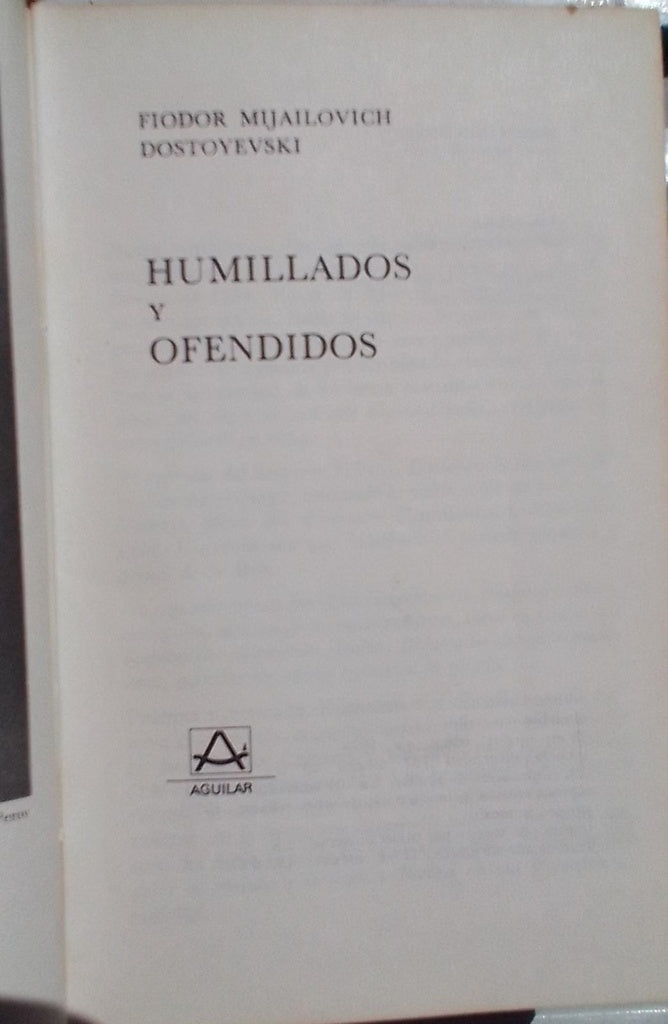 FIODOR MIJAILOVICH
DOSTOYEVSKI
HUMILLADOS
Y
OFENDIDOS
AGUILAR